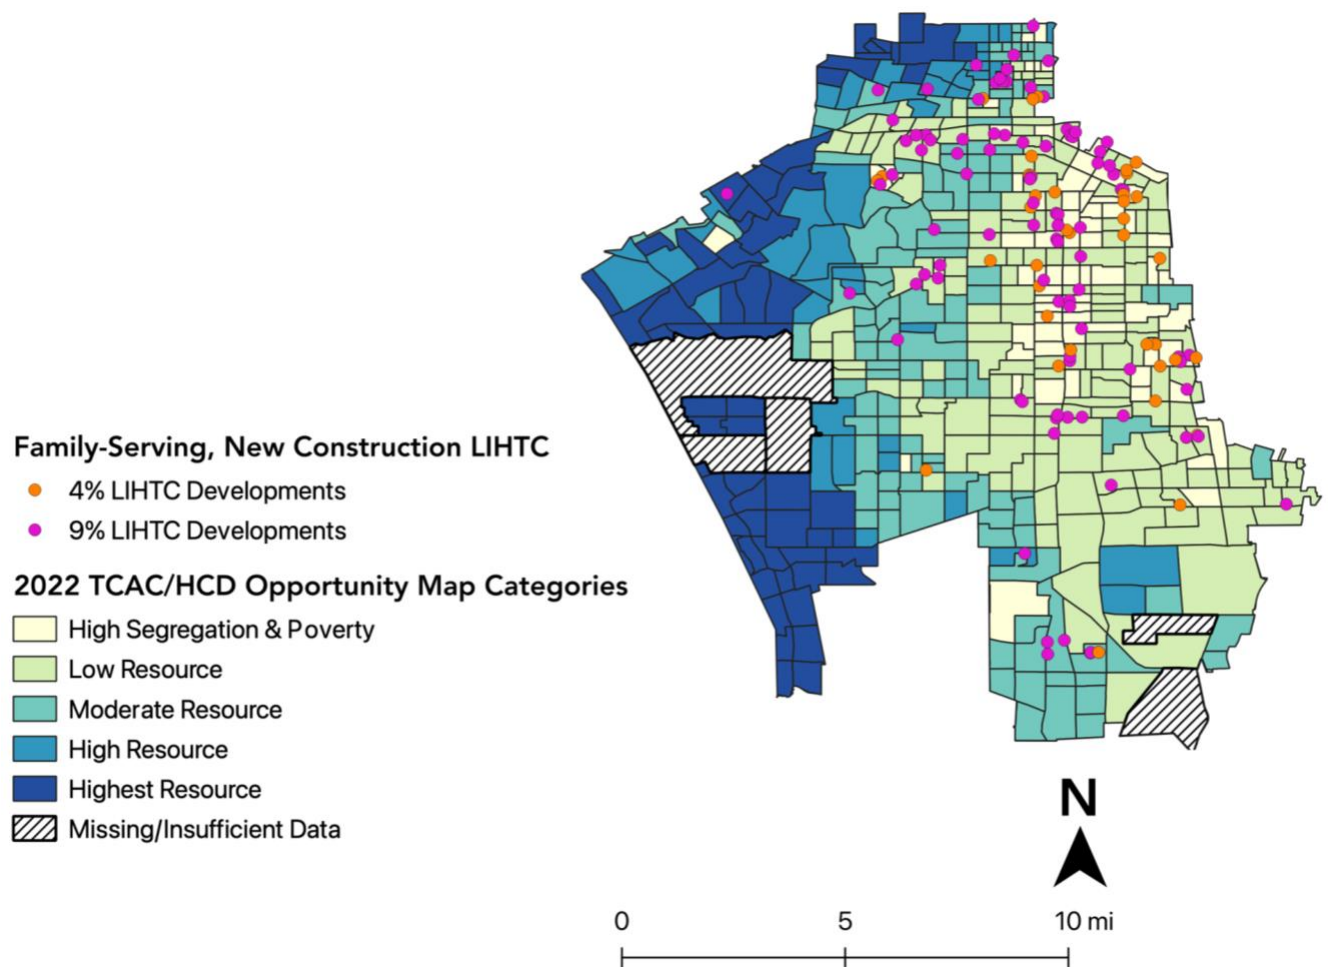 Family-Serving, New Construction LIHTC
4% LIHTC Developments
9% LIHTC Developments
2022 TCAC/HCD Opportunity Map Categories
High Segregation & Poverty
Low Resource
Moderate Resource
High Resource
Highest Resource
Missing/Insufficient Data
N
0 5 10 mi